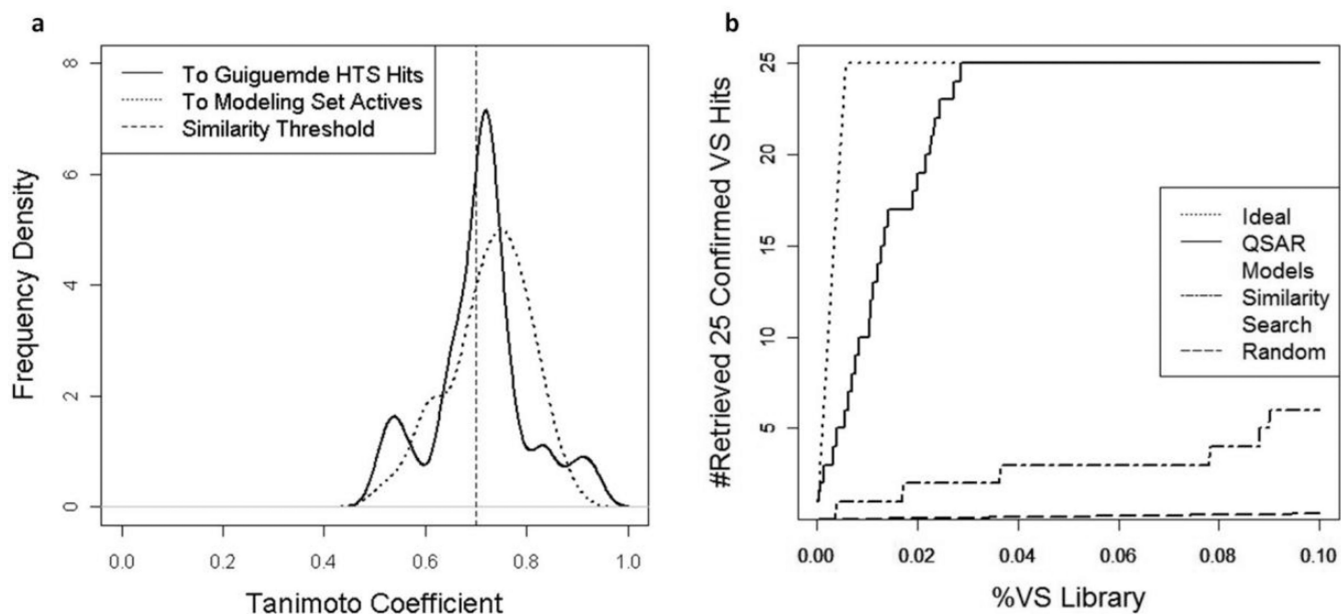 a
To Guiguemde HTS Hits
To Modeling Set Actives
Similarity Threshold
Frequency Density
0
2
4
6
8
0.0
0.2
0.4
0.6
0.8
1.0
Tanimoto Coefficient
b
#Retrieved 25 Confirmed VS Hits
5
10
15
20
25
Ideal
QSAR
Models
Similarity
Search
Random
0.00
0.02
0.04
0.06
0.08
0.10
%VS Library